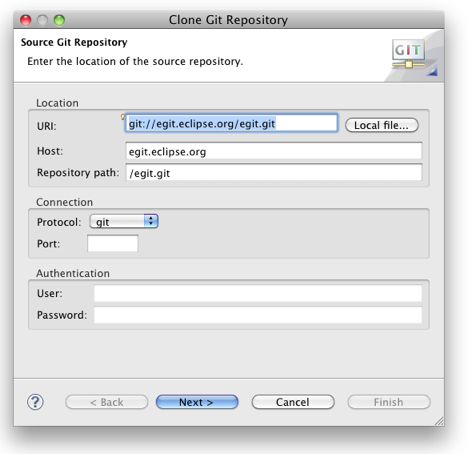 Clone Git Repository
Source Git Repository
Enter the location of the source repository.
GIT
Location
URI: git://egit.eclipse.org/egit.git Local file...
Host: egit.eclipse.org
Repository path: /egit.git
Connection
Protocol: git
Port:
Authentication
User:
Password:
? < Back Next > Cancel Finish